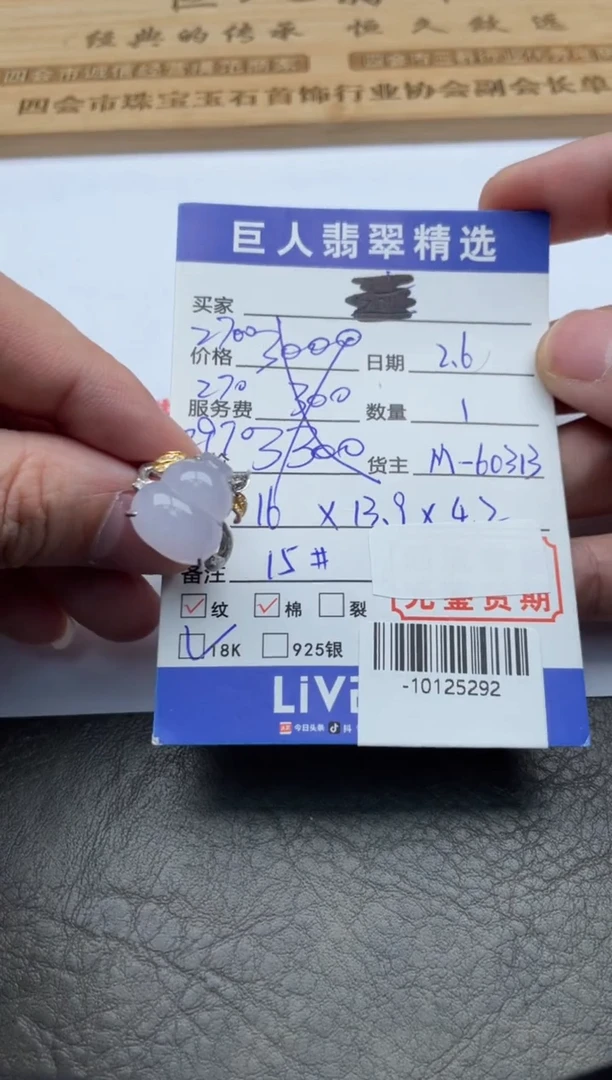 经典的传承 恒久做选
四会市珠宝玉石首饰行业协会副会长单
巨人翡翠精选
买家
2700 3000
价格 日期 2.6
270 300
服务费 数量 1
2970 3300 货主 M-60313
16 X 13.9 X 4.2
备注 15#
纹 棉 裂
18K 925银
-10125292
LiV
今日头条 抖